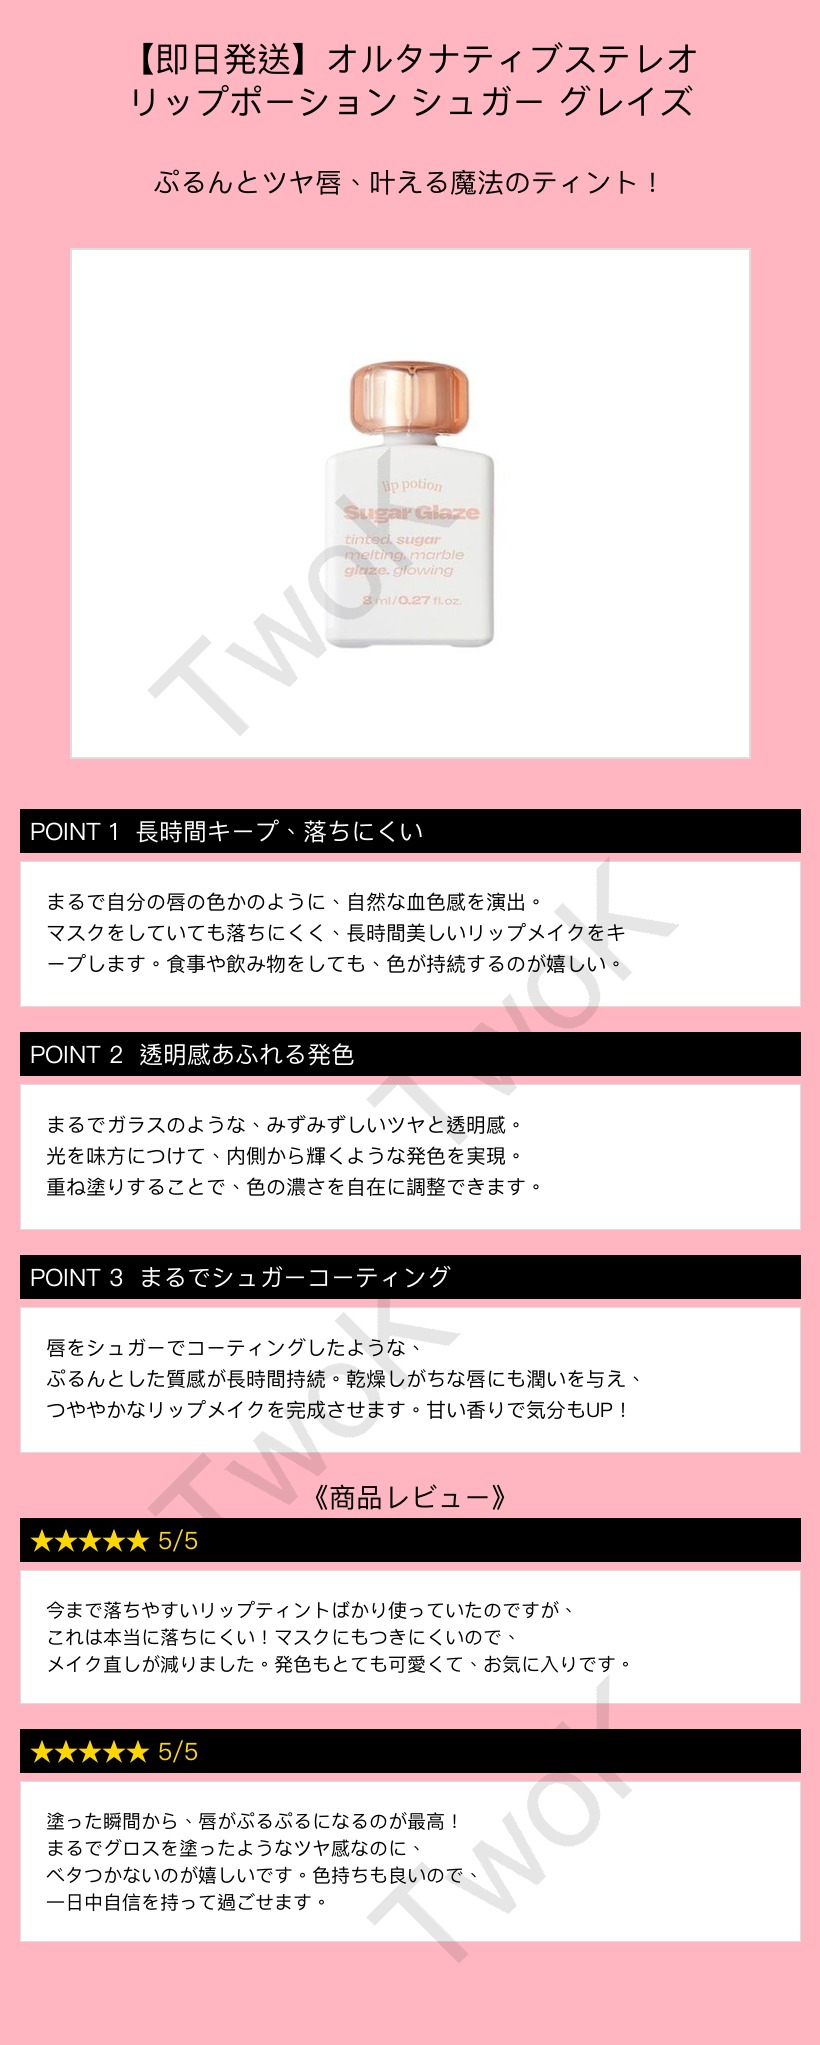 【即日発送】オルタナティブステレオ
リップポーション シュガー グレイズ
ぷるんとツヤ唇、叶える魔法のティント！
lip potion
Sugar Glaze
tinted. sugar
melting. marble
glaze. glowing
8 ml/0.27 fl.oz.
TwoK
POINT 1 長時間キープ、落ちにくい
まるで自分の唇の色かのように、自然な血色感を演出。
マスクをしていても落ちにくく、長時間美しいリップメイクをキ
ープします。食事や飲み物をしても、色が持続するのが嬉しい。
TwoK
POINT 2 透明感あふれる発色
まるでガラスのような、みずみずしいツヤと透明感。
光を味方につけて、内側から輝くような発色を実現。
重ね塗りすることで、色の濃さを自在に調整できます。
POINT 3 まるでシュガーコーティング
唇をシュガーでコーティングしたような、
ぷるんとした質感が長時間持続。乾燥しがちな唇にも潤いを与え、
つややかなリップメイクを完成させます。甘い香りで気分もUP！
TwoK
《商品レビュー》
★★★★★ 5/5
今まで落ちやすいリップティントばかり使っていたのですが、
これは本当に落ちにくい！マスクにもつきにくいので、
メイク直しが減りました。発色もとても可愛くて、お気に入りです。
★★★★★ 5/5
塗った瞬間から、唇がぷるぷるになるのが最高！
まるでグロスを塗ったようなツヤ感なのに、
ベタつかないのが嬉しいです。色持ちも良いので、
一日中自信を持って過ごせます。
TwoK